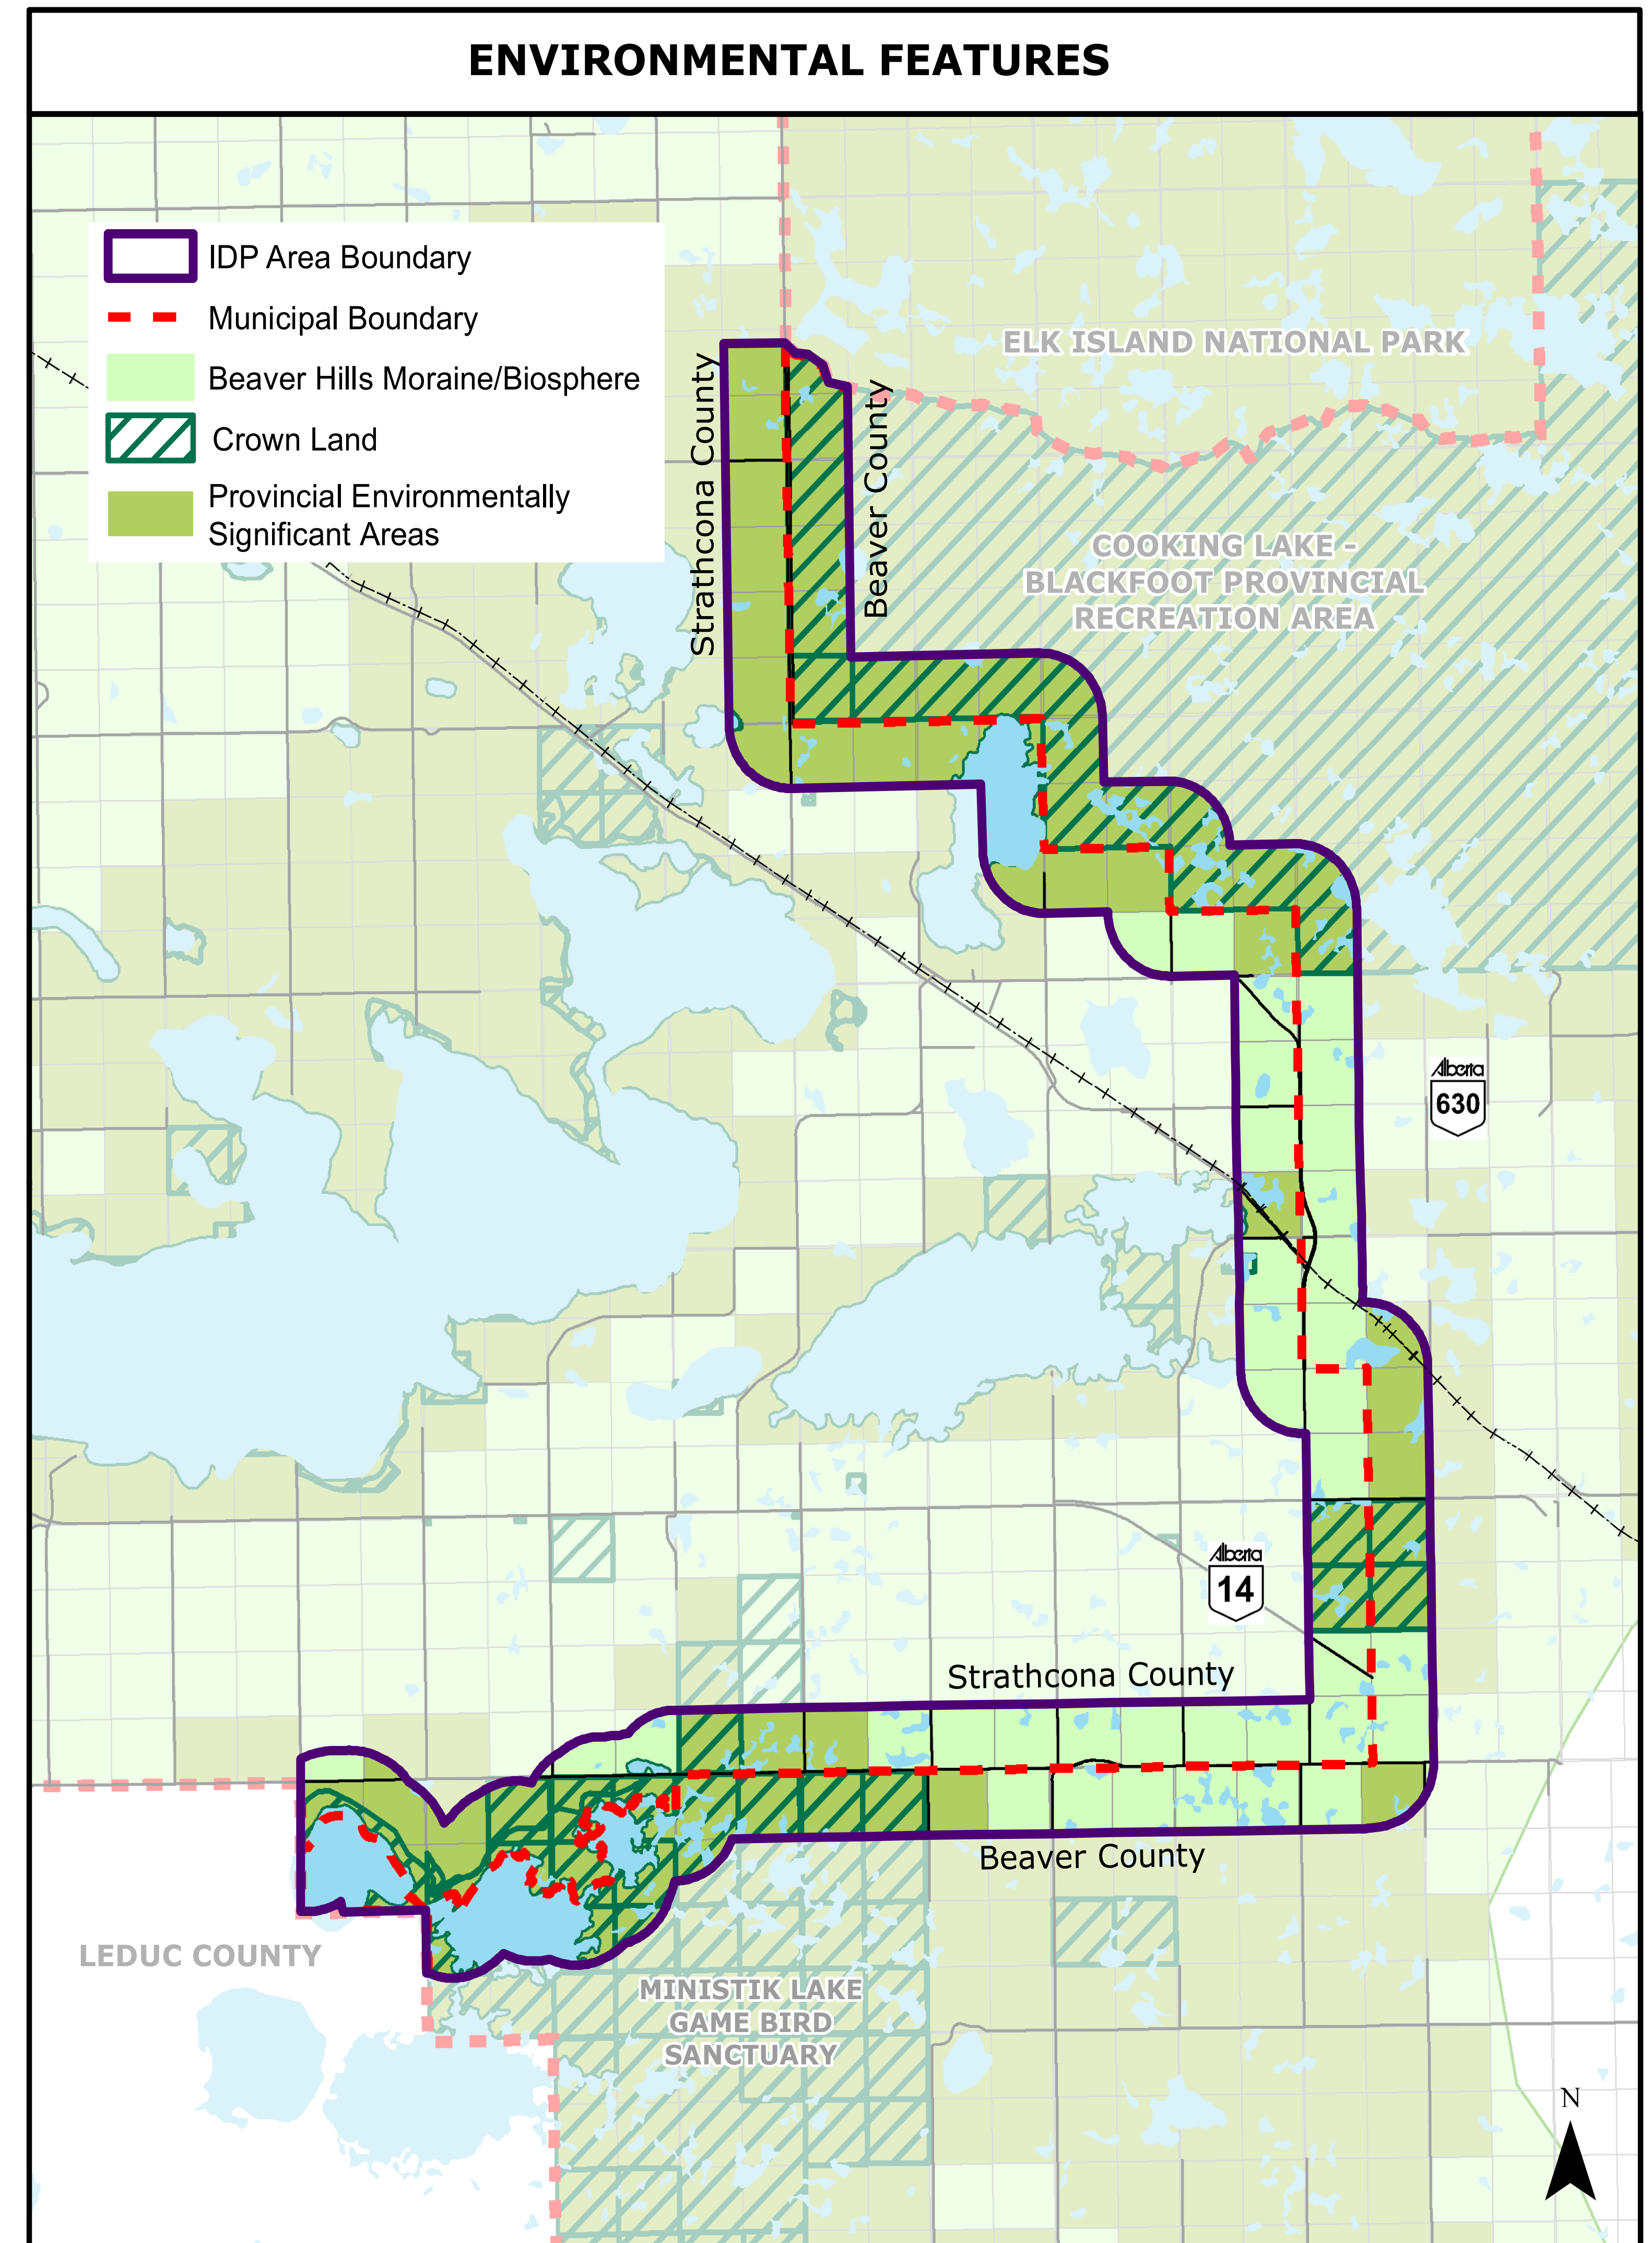 ENVIRONMENTAL FEATURES
IDP Area Boundary
Municipal Boundary
Beaver Hills Moraine/Biosphere
Crown Land
Provincial Environmentally
Significant Areas
ELK ISLAND NATIONAL PARK
Strathcona County
Beaver County
COOKING LAKE -
BLACKFOOT PROVINCIAL
RECREATION AREA
Alberta
630
Alberta
14
Strathcona County
Beaver County
LEDUC COUNTY
MINISTIK LAKE
GAME BIRD
SANCTUARY
N